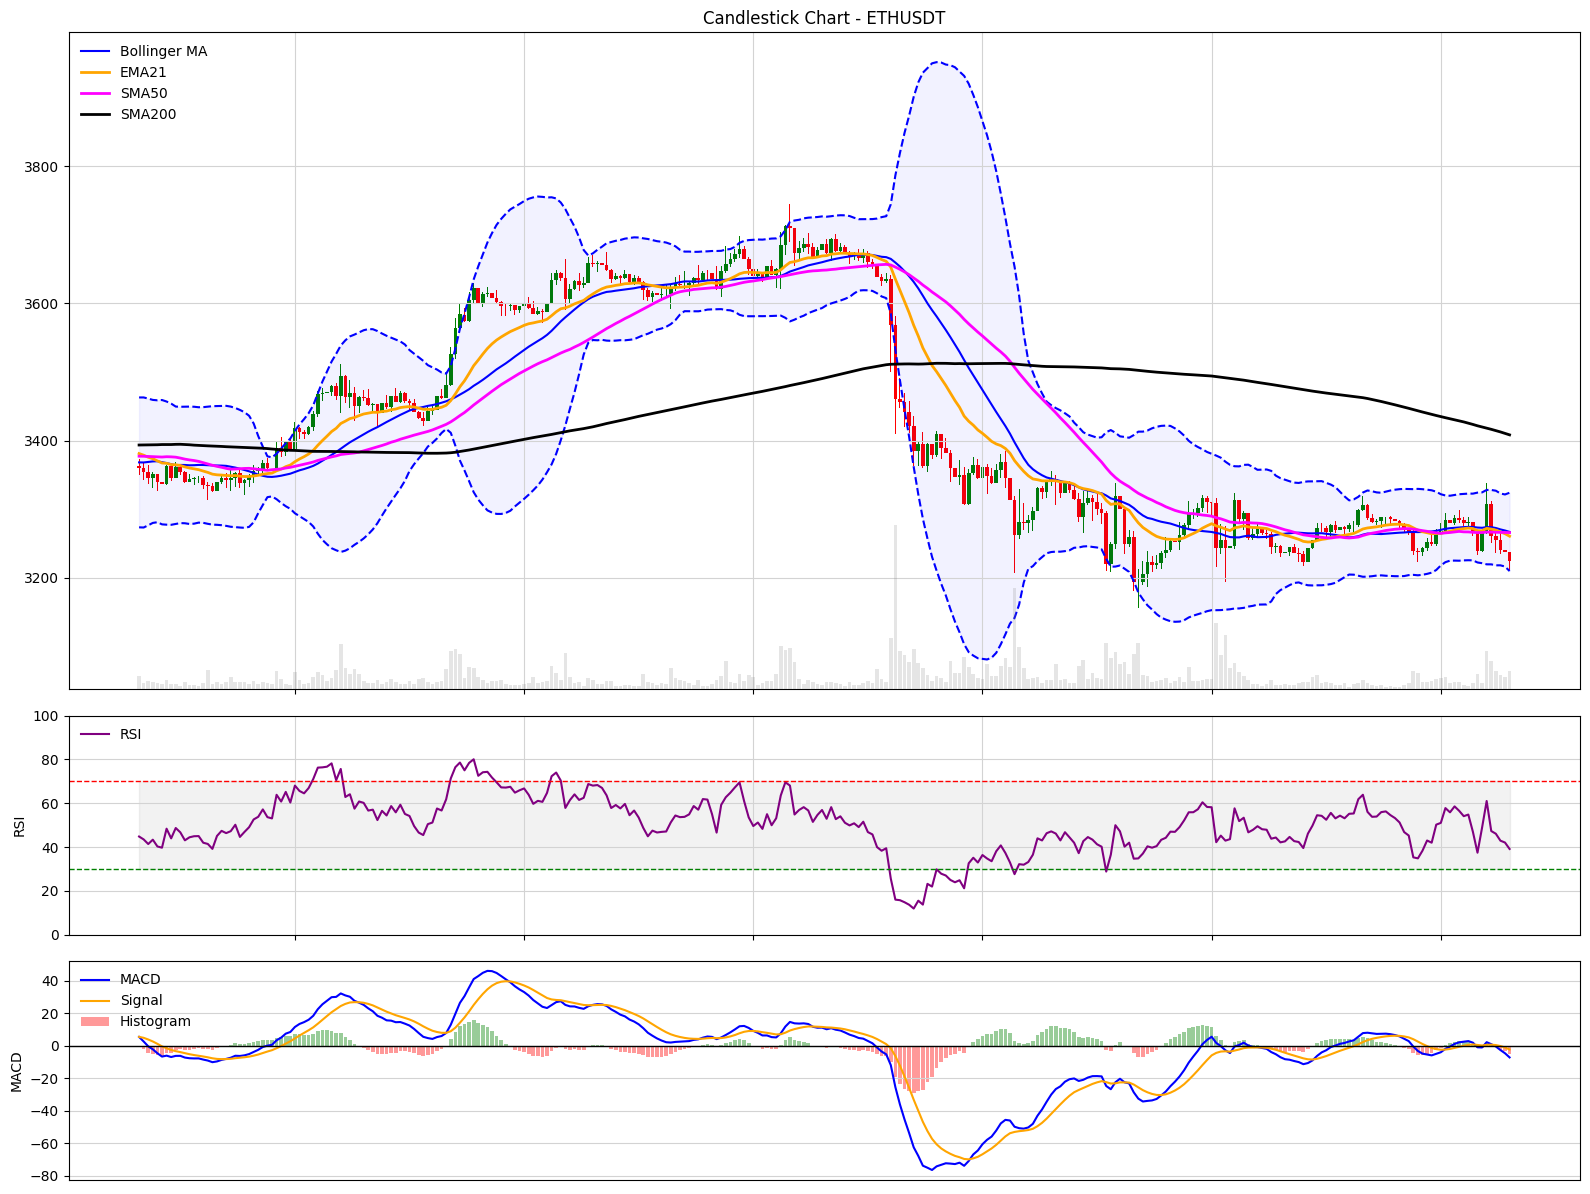 Candlestick Chart - ETHUSDT
Bollinger MA
EMA21
SMA50
SMA200
3800
3600
3400
3200
RSI
100
80
60
40
20
0
RSI
MACD
Signal
Histogram
40
20
0
−20
−40
−60
−80
MACD